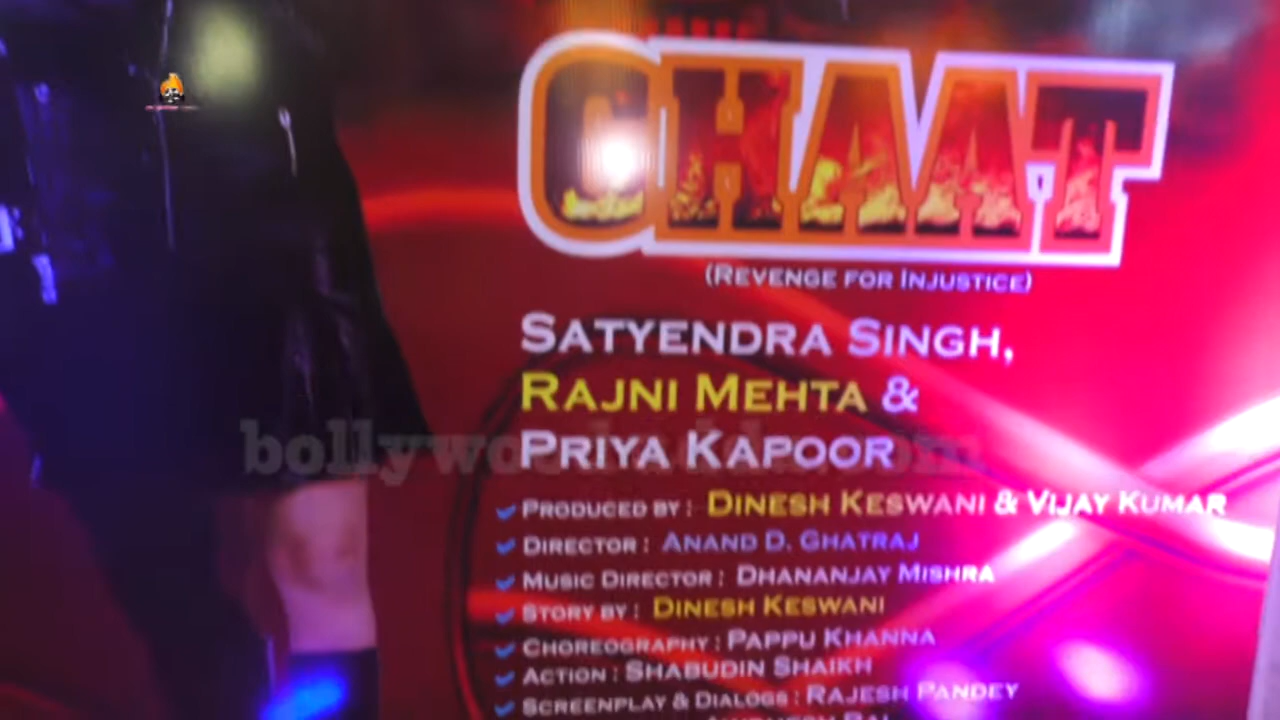 GHAAT
(REVENGE FOR INJUSTICE)
SATYENDRA SINGH,
RAJNI MEHTA &
PRIYA KAPOOR
PRODUCED BY : DINESH KESWANI & VIJAY KUMAR
DIRECTOR : ANAND D. GHATRAJ
MUSIC DIRECTOR : DHANANJAY MISHRA
STORY BY : DINESH KESWANI
CHOREOGRAPHY : PAPPU KHANNA
ACTION : SHABUDIN SHAIKH
SCREENPLAY & DIALOGS : RAJESH PANDEY